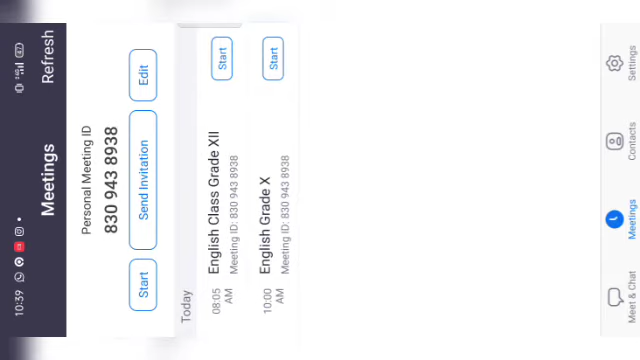 10:39
Meetings
Refresh
Personal Meeting ID
830 943 8938
Start
Send Invitation
Edit
Today
08:05
AM
English Class Grade XII
Meeting ID: 830 943 8938
Start
10:00
AM
English Grade X
Meeting ID: 830 943 8938
Start
Meet & Chat
Meetings
Contacts
Settings